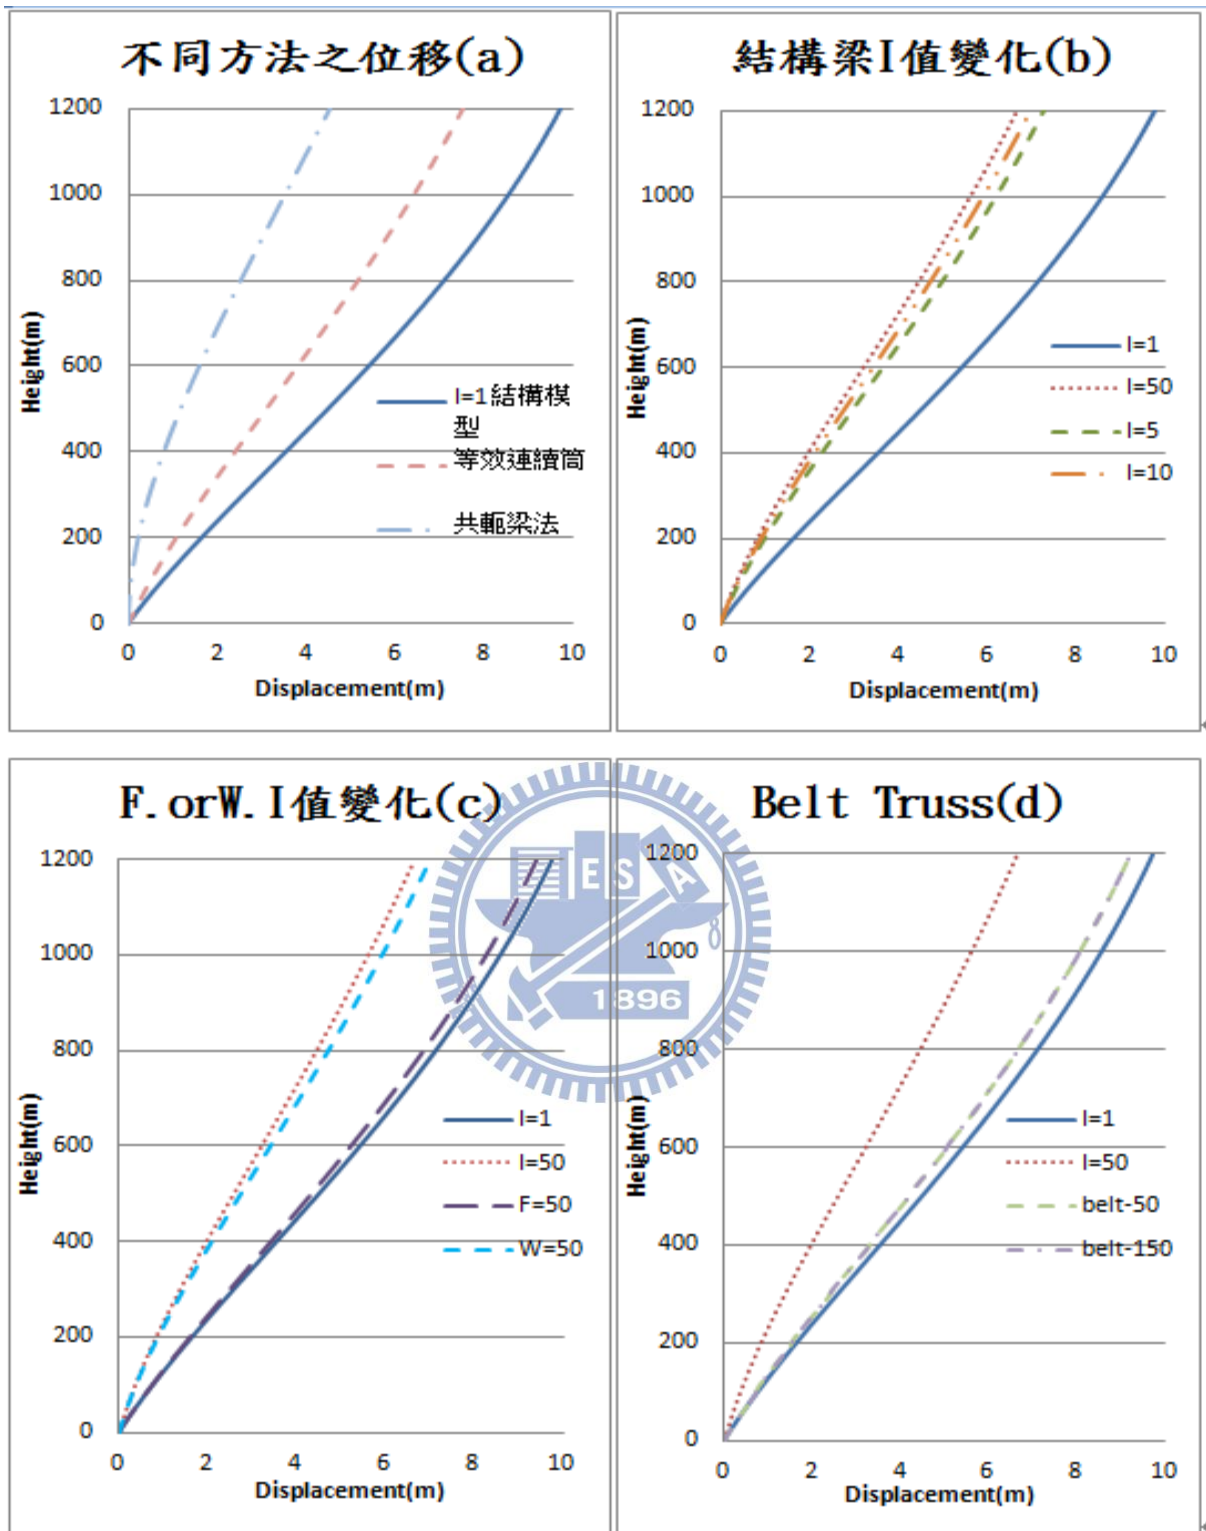 不同方法之位移(a)
1200
1000
800
600
400
200
0
Height(m)
I=1結構模
型
等效連續筒
共軛梁法
0 2 4 6 8 10
Displacement(m)
結構梁I值變化(b)
1200
1000
800
600
400
200
0
Height(m)
I=1
I=50
I=5
I=10
0 2 4 6 8 10
Displacement(m)
F.orW.I值變化(c)
1200
1000
800
600
400
200
0
Height(m)
I=1
I=50
F=50
W=50
0 2 4 6 8 10
Displacement(m)
Belt Truss(d)
1200
1000
800
600
400
200
0
Height(m)
I=1
I=50
belt-50
belt-150
0 2 4 6 8 10
Displacement(m)
E S A
1896